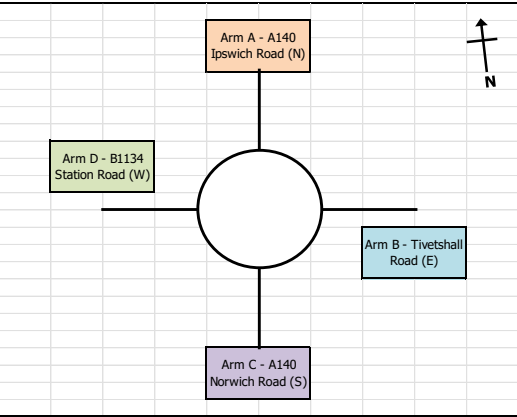 Arm A - A140
Ipswich Road (N)
N
Arm D - B1134
Station Road (W)
Arm B - Tivetshall
Road (E)
Arm C - A140
Norwich Road (S)